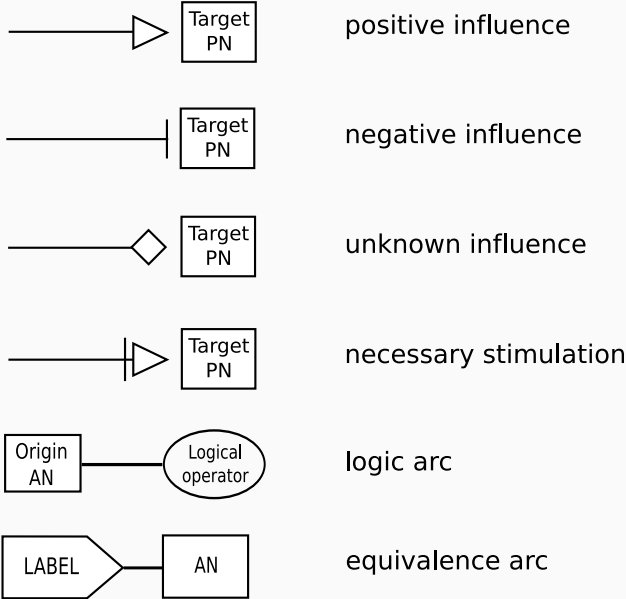 Target
PN
positive influence
Target
PN
negative influence
Target
PN
unknown influence
Target
PN
necessary stimulation
Origin
AN
Logical
operator
logic arc
LABEL
AN
equivalence arc